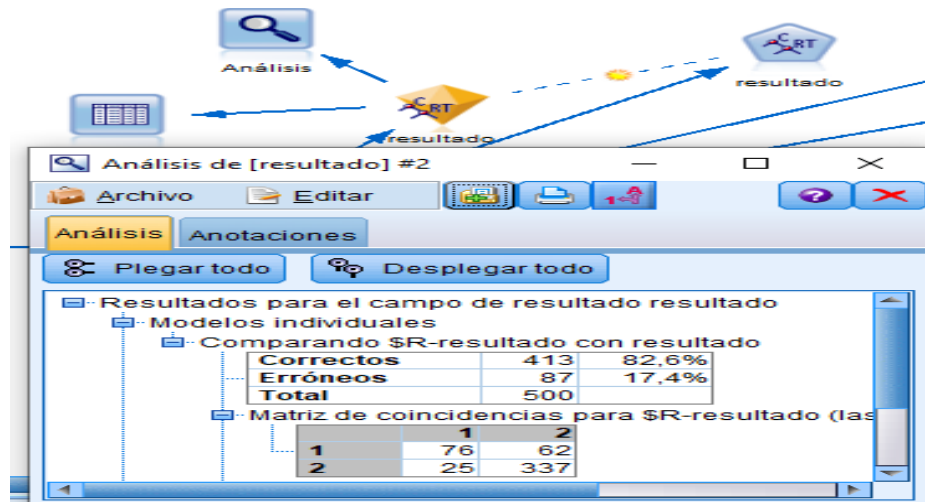 C RT
Análisis
resultado
C RT
resultado
Análisis de [resultado] #2
Archivo Editar
Análisis Anotaciones
Plegar todo Desplegar todo
Resultados para el campo de resultado resultado
Modelos individuales
Comparando $R-resultado con resultado
Correctos 413 82,6%
Erróneos 87 17,4%
Total 500
Matriz de coincidencias para $R-resultado (las
1 2
1 76 62
2 25 337